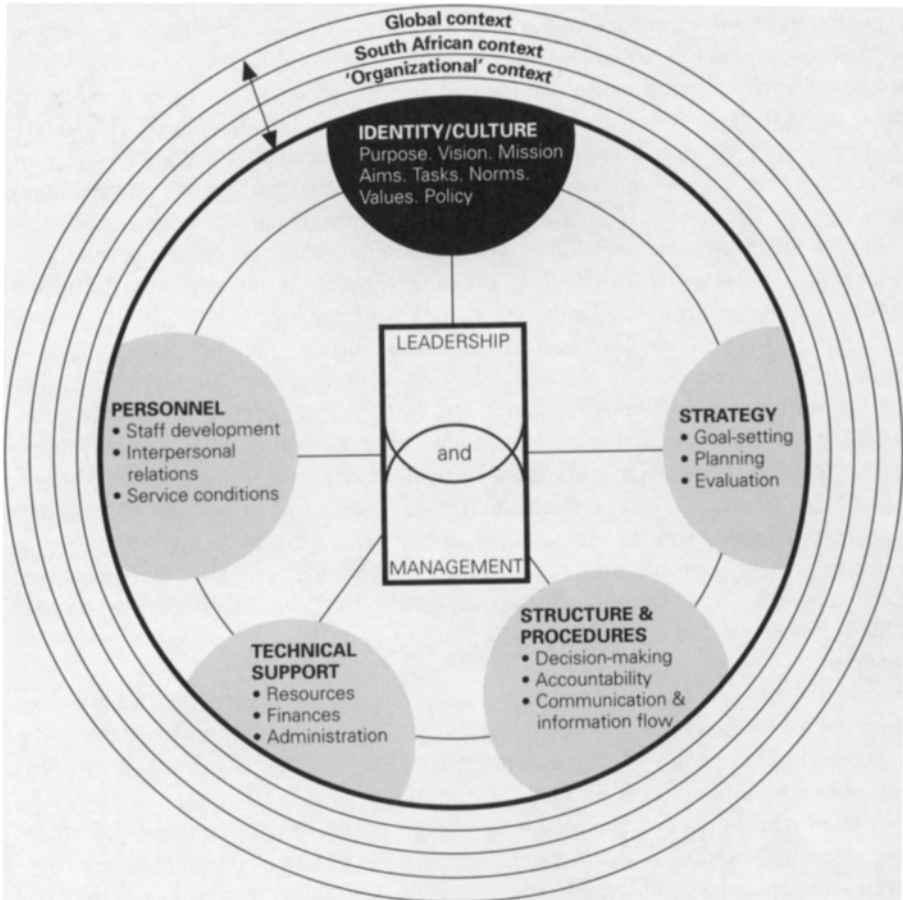 Global context
South African context
'Organizational' context
IDENTITY/CULTURE
Purpose. Vision. Mission
Aims. Tasks. Norms.
Values. Policy
LEADERSHIP
and
MANAGEMENT
PERSONNEL
• Staff development
• Interpersonal
relations
• Service conditions
STRATEGY
• Goal-setting
• Planning
• Evaluation
TECHNICAL
SUPPORT
• Resources
• Finances
• Administration
STRUCTURE &
PROCEDURES
• Decision-making
• Accountability
• Communication &
information flow